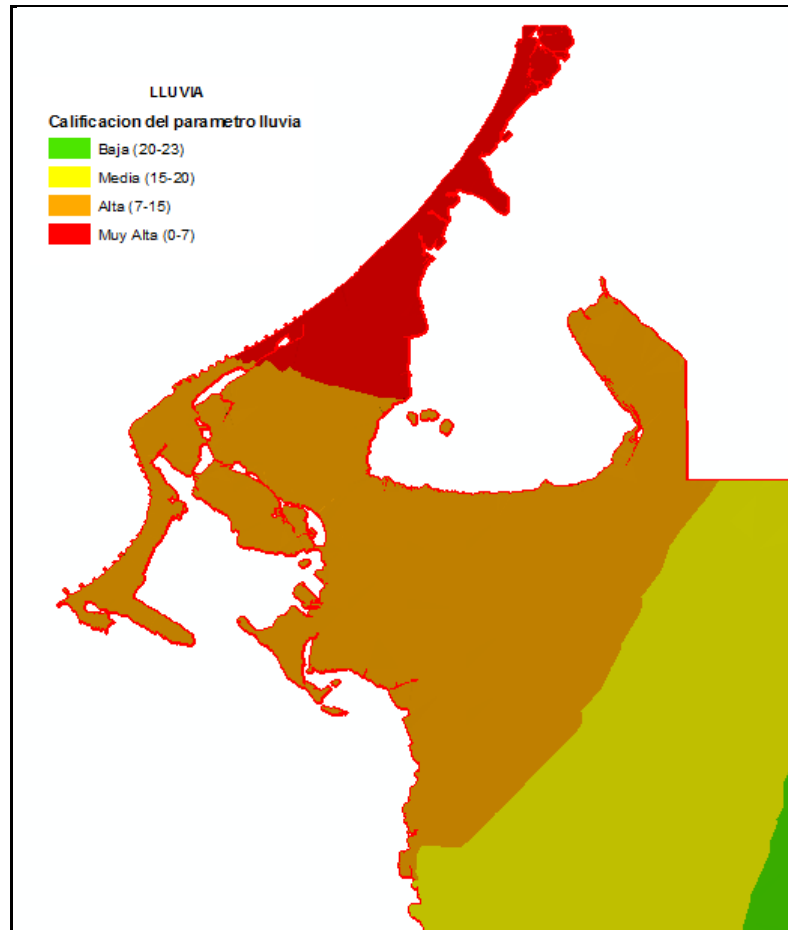 LLUVIA
Calificacion del parametro lluvia
Baja (20-23)
Media (15-20)
Alta (7-15)
Muy Alta (0-7)